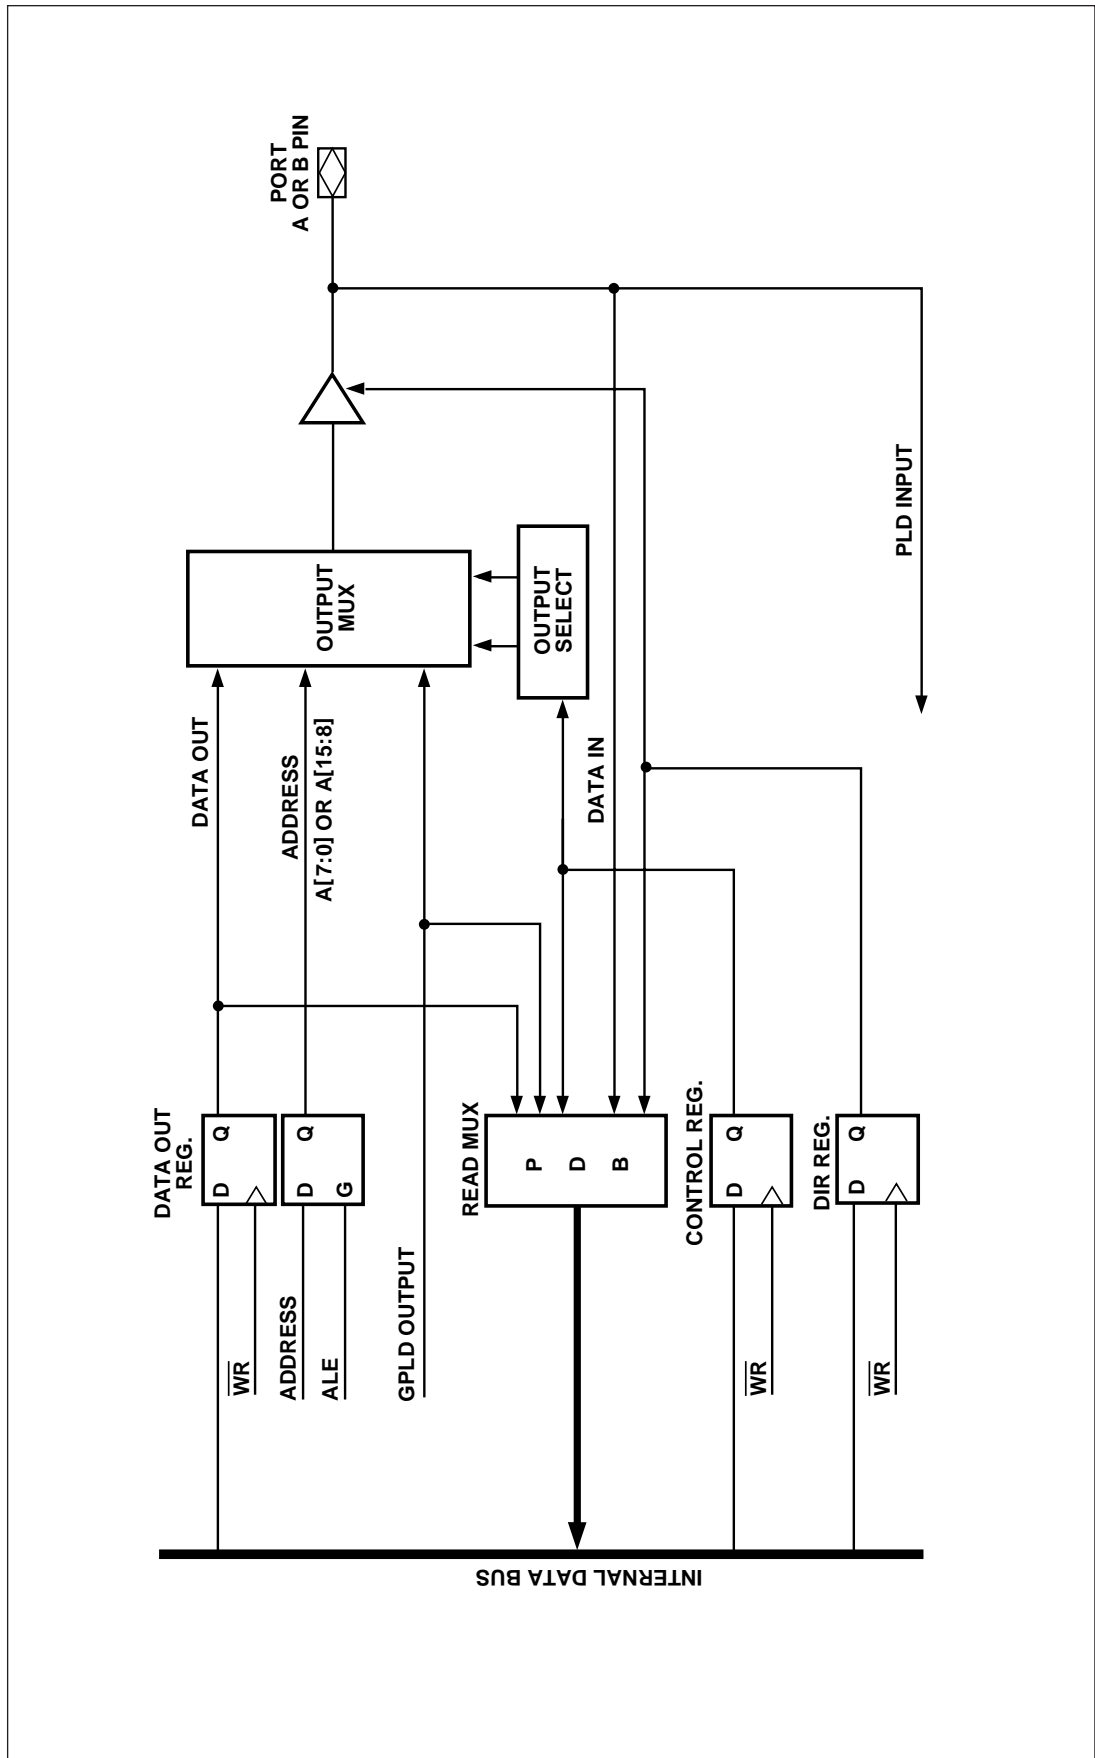 PORT
A OR B PIN
DATA OUT
ADDRESS
A[7:0] OR A[15:8]
OUTPUT
MUX
OUTPUT
SELECT
DATA IN
PLD INPUT
DATA OUT
REG.
D Q
WR
ADDRESS
D Q
ALE
G
GPLD OUTPUT
READ MUX
P
D
B
CONTROL REG.
D Q
WR
DIR REG.
D Q
WR
INTERNAL DATA BUS